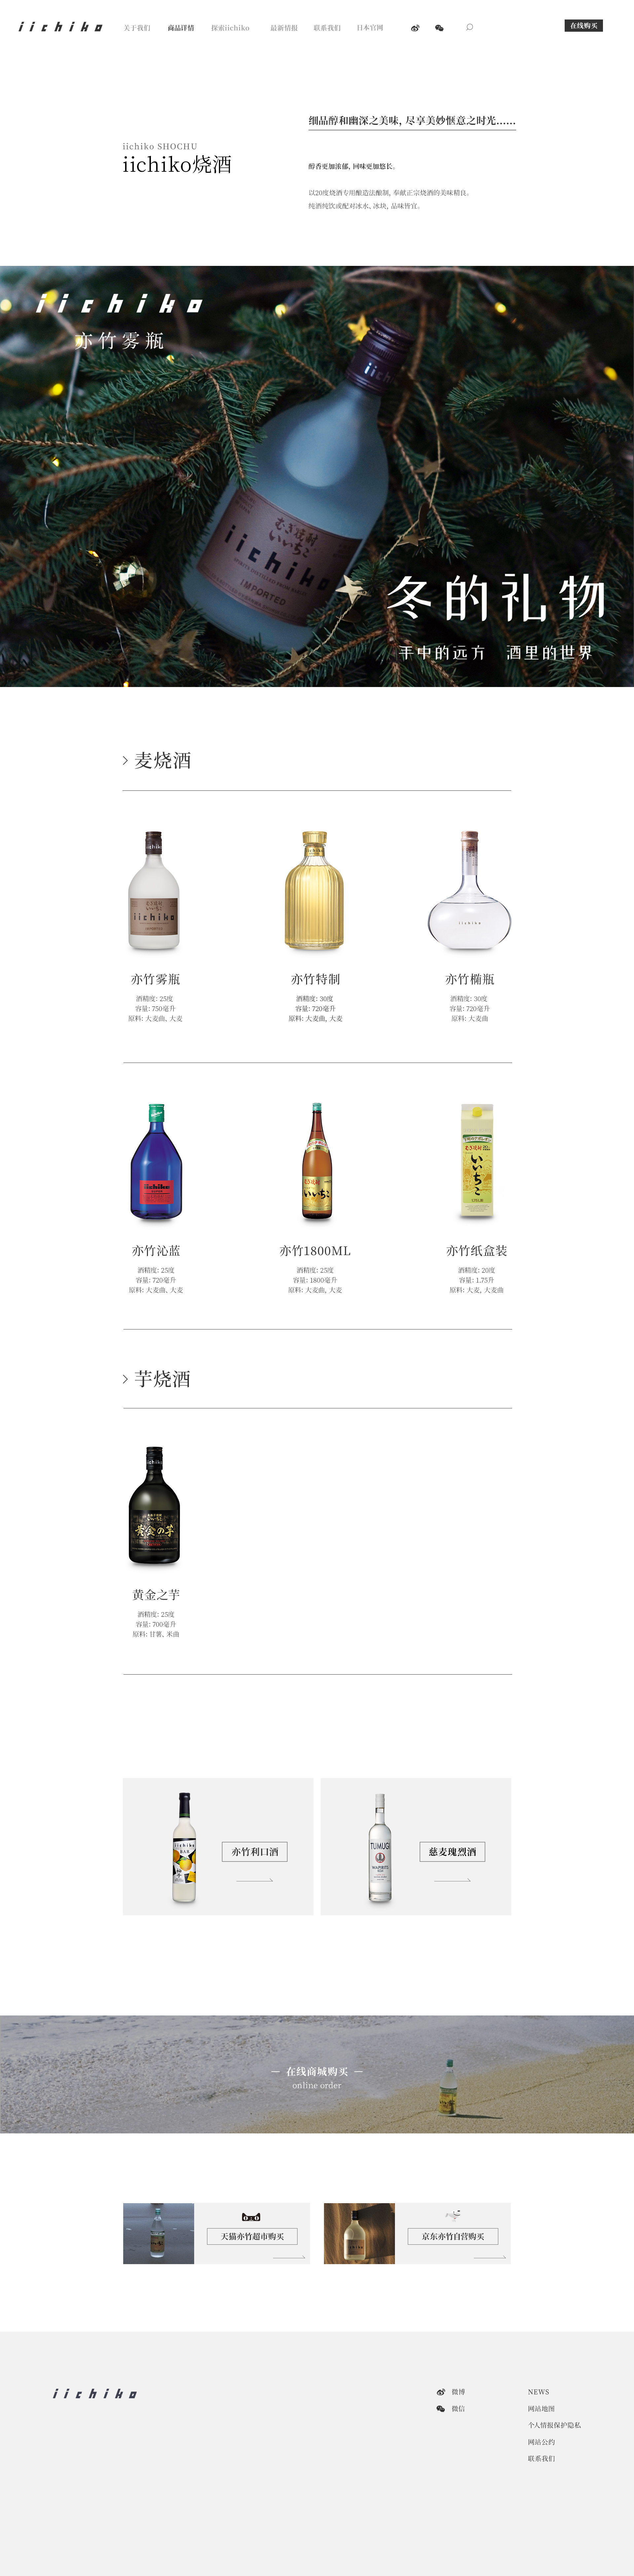 iichiko
关于我们
商品详情
探索iichiko
最新情报
联系我们
日本官网
在线购买
细品醇和幽深之美味, 尽享美妙惬意之时光……
iichiko SHOCHU
iichiko烧酒
醇香更加浓郁, 回味更加悠长。
以20度烧酒专用酿造法酿制, 奉献正宗烧酒的美味精良。
纯酒纯饮或配对冰水, 冰块, 品味皆宜。
iichiko
亦竹雾瓶
むぎ焼酎
いいちこ
iichiko
IMPORTED
冬的礼物
手中的远方 酒里的世界
麦烧酒
亦竹雾瓶
酒精度: 25度
容量: 750毫升
原料: 大麦曲, 大麦
亦竹特制
酒精度: 30度
容量: 720毫升
原料: 大麦曲, 大麦
亦竹椭瓶
酒精度: 30度
容量: 720毫升
原料: 大麦曲
亦竹沁蓝
酒精度: 25度
容量: 720毫升
原料: 大麦曲, 大麦
亦竹1800ML
酒精度: 25度
容量: 1800毫升
原料: 大麦曲, 大麦
亦竹纸盒装
酒精度: 20度
容量: 1.75升
原料: 大麦, 大麦曲
芋烧酒
黄金の芋
黄金之芋
酒精度: 25度
容量: 700毫升
原料: 甘薯, 米曲
亦竹利口酒
TUMUGI
慈麦瑰烈酒
在线商城购买
online order
天猫亦竹超市购买
京东亦竹自营购买
iichiko
微博
微信
NEWS
网站地图
个人情报保护隐私
网站公约
联系我们